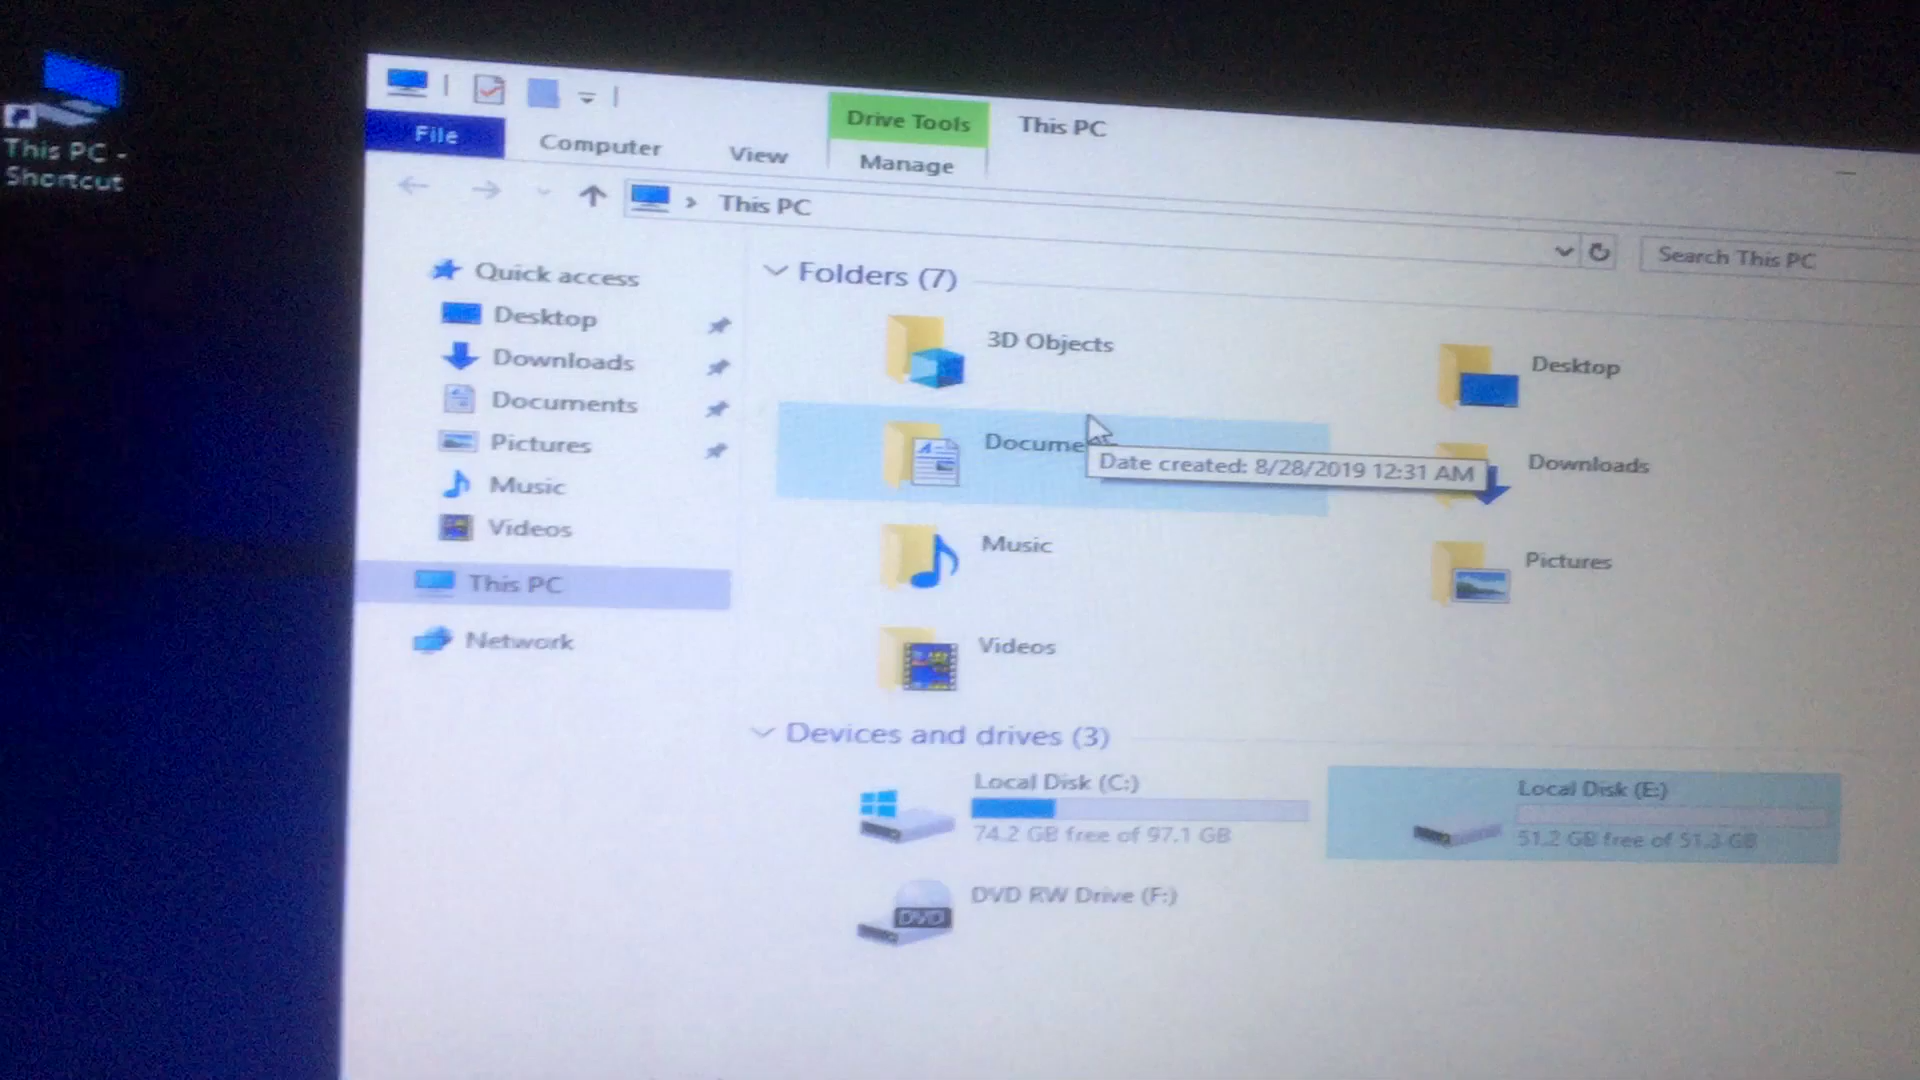 This PC -
Shortcut
Drive Tools
This PC
File
Computer
View
Manage
This PC
Search This PC
Quick access
Desktop
Downloads
Documents
Pictures
Music
Videos
This PC
Network
Folders (7)
3D Objects
Desktop
Docume
Date created: 8/28/2019 12:31 AM
Downloads
Music
Pictures
Videos
Devices and drives (3)
Local Disk (C:)
74.2 GB free of 97.1 GB
Local Disk (E:)
51.2 GB free of 51.3 GB
DVD RW Drive (F:)
DVD